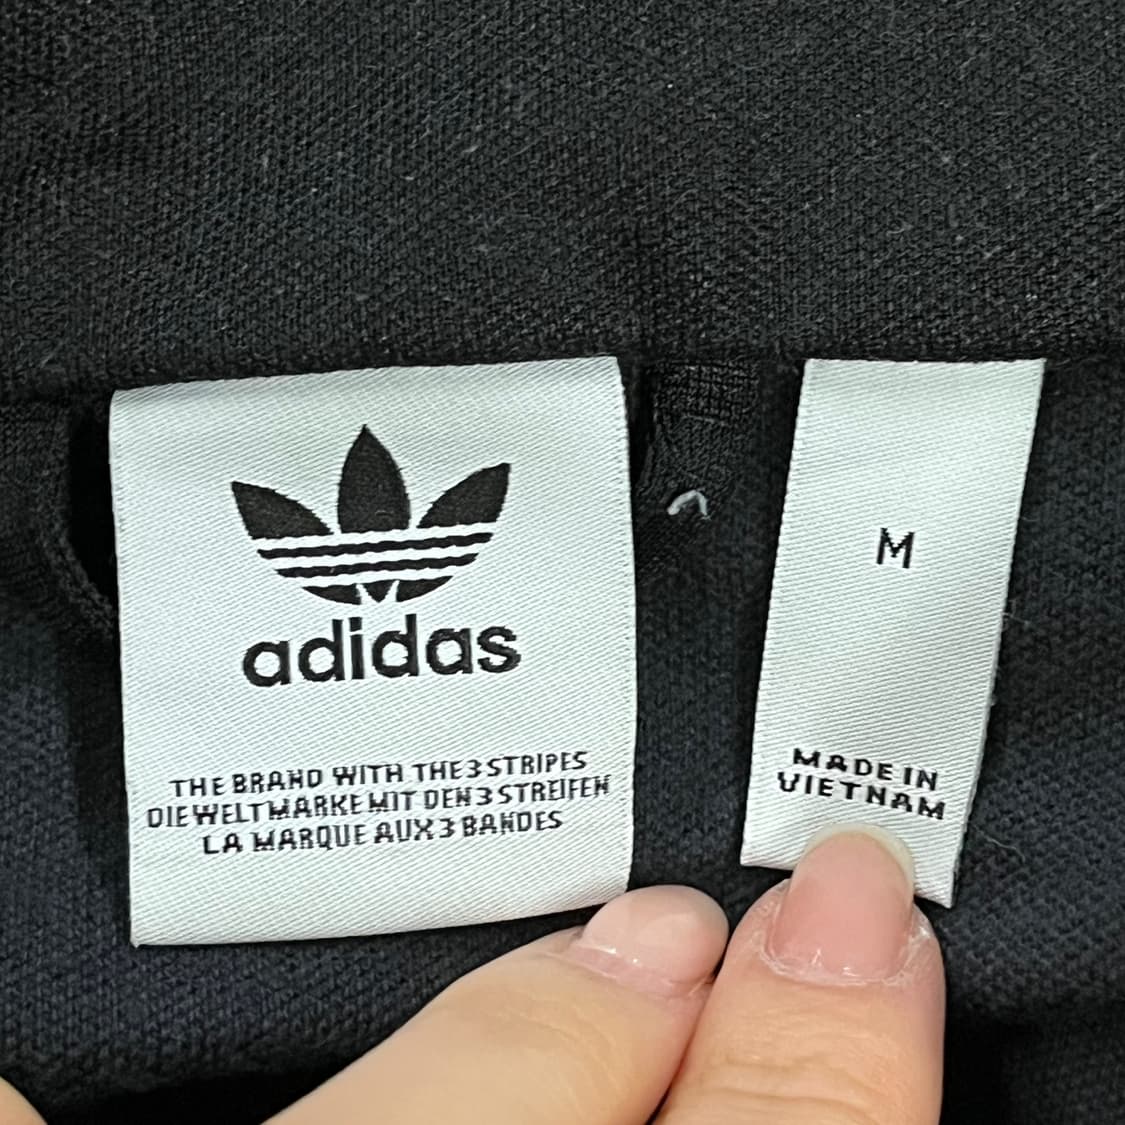 adidas
THE BRAND WITH THE 3 STRIPES
DIE WELTMARKE MIT DEN 3 STREIFEN
LA MARQUE AUX 3 BANDES
M
MADE IN
VIETNAM